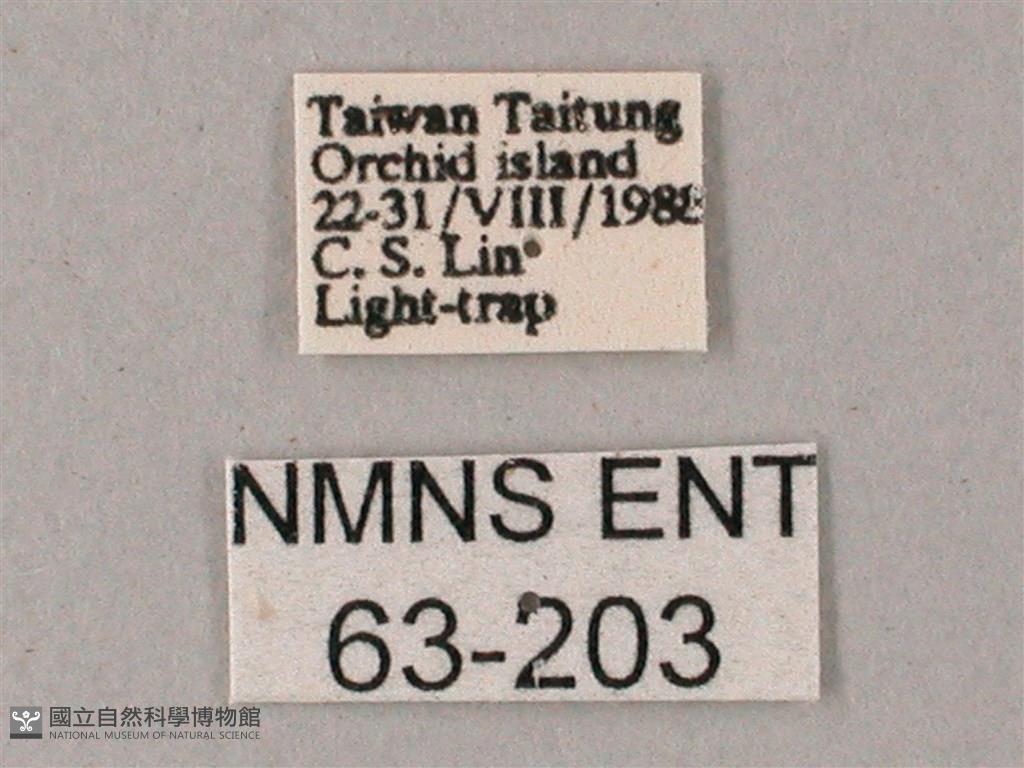 Taiwan Taitung
Orchid island
22-31/VIII/1988
C. S. Lin
Light-trap
NMNS ENT
63-203
國立自然科學博物館
NATIONAL MUSEUM OF NATURAL SCIENCE